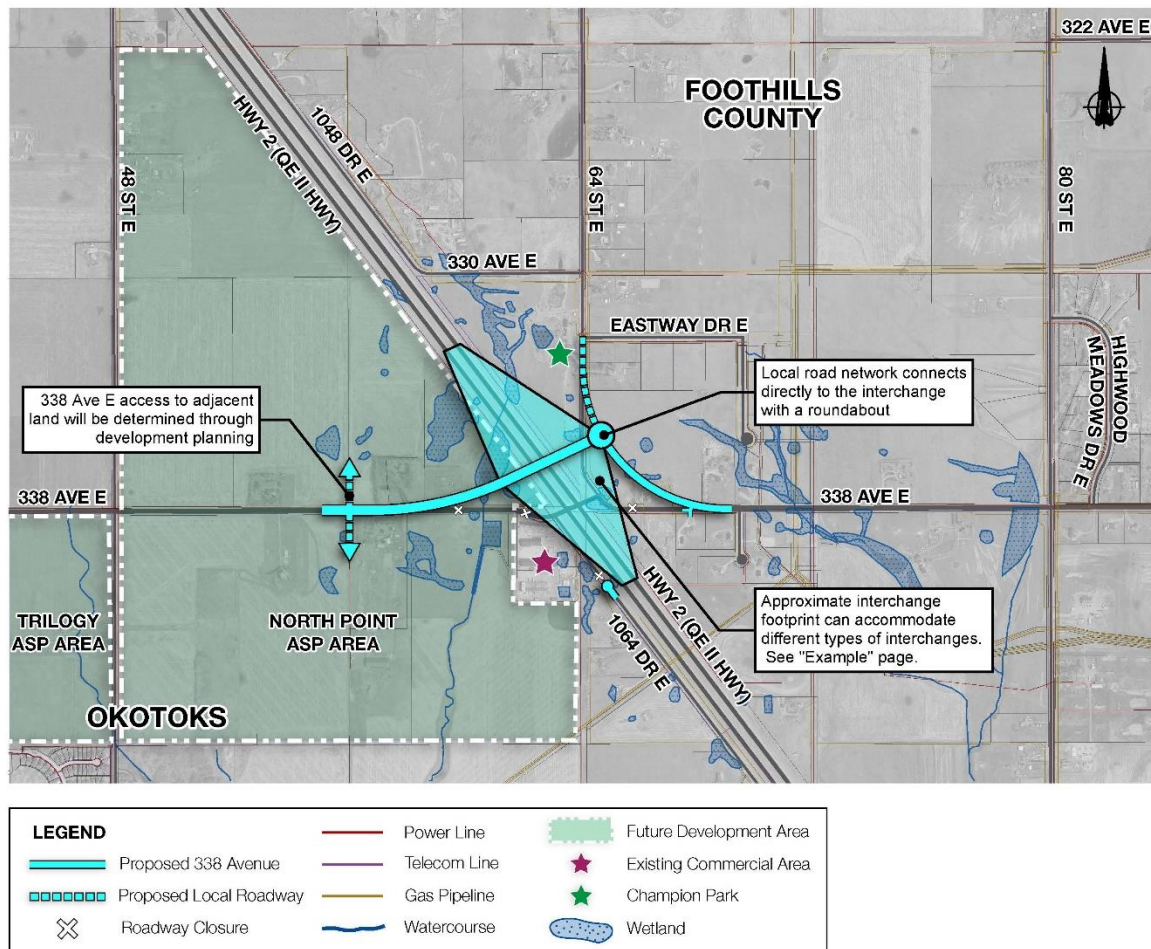 322 AVE E
FOOTHILLS
COUNTY
HWY 2 (QE II HWY)
1048 DR E
48 ST E
64 ST E
80 ST E
330 AVE E
EASTWAY DR E
HIGHWOOD
MEADOWS DR E
338 Ave E access to adjacent
land will be determined through
development planning
Local road network connects
directly to the interchange
with a roundabout
338 AVE E
338 AVE E
TRILOGY
ASP AREA
NORTH POINT
ASP AREA
1064 DR E
HWY 2 (QE II HWY)
Approximate interchange
footprint can accommodate
different types of interchanges.
See "Example" page.
OKOTOKS
LEGEND
Proposed 338 Avenue
Proposed Local Roadway
Roadway Closure
Power Line
Telecom Line
Gas Pipeline
Watercourse
Future Development Area
Existing Commercial Area
Champion Park
Wetland